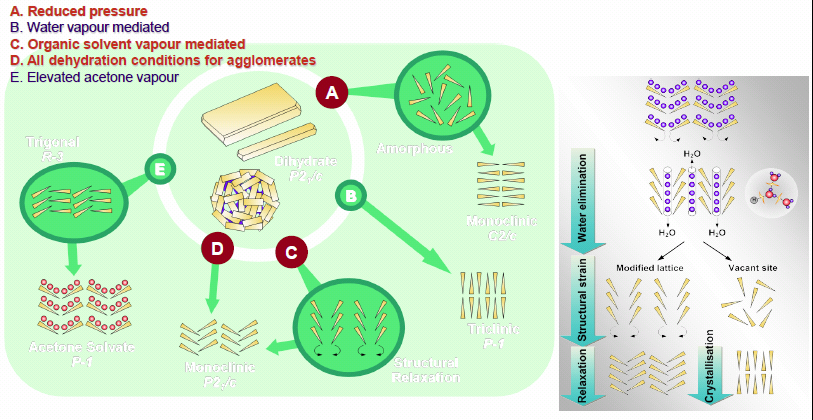 A. Reduced pressure
B. Water vapour mediated
C. Organic solvent vapour mediated
D. All dehydration conditions for agglomerates
E. Elevated acetone vapour
A
Trigonal
R-3
E
Dihydrate
P2₁/c
Amorphous
B
Monoclinic
C2/c
D
C
Acetone Solvate
P-1
Monoclinic
P2₁/c
Structural
Relaxation
Triclinic
P-1
Water elimination
H₂O
H₂O
H₂O
Structural strain
Modified lattice
Vacant site
Relaxation
Crystallisation